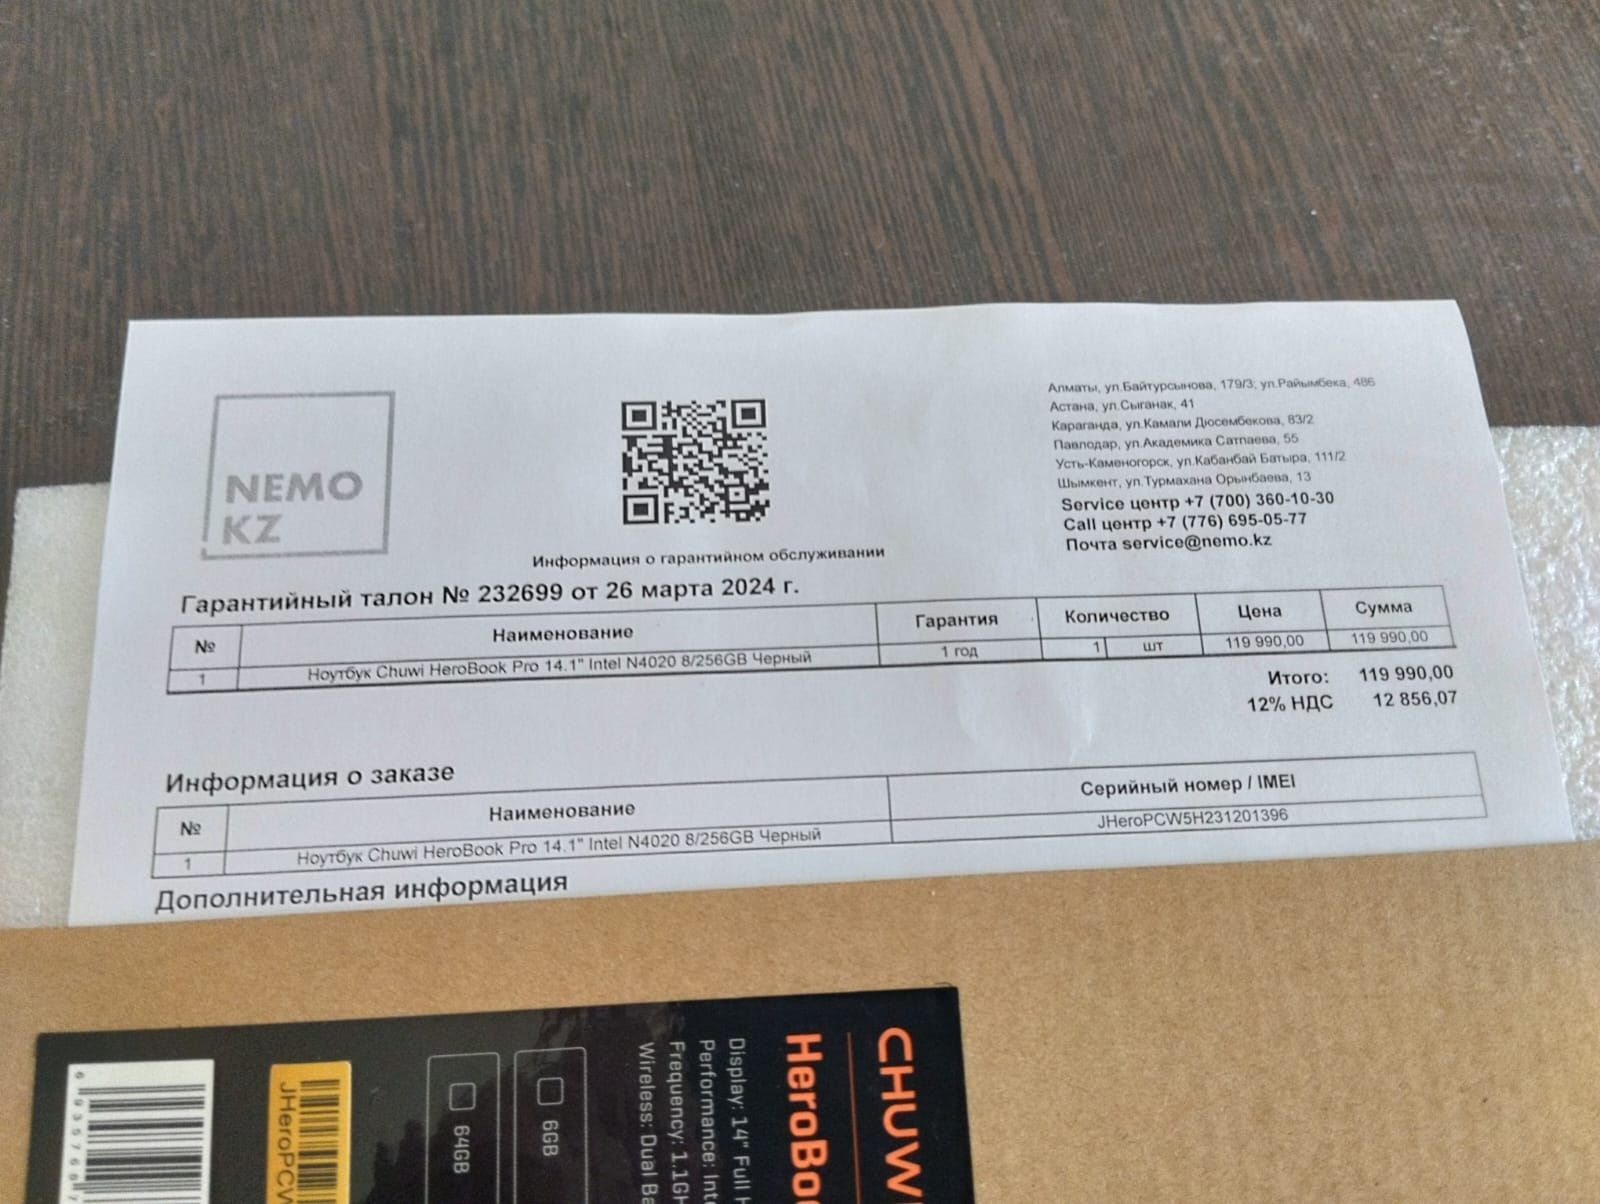 NEMO
KZ
Информация о гарантийном обслуживании
Алматы, ул.Байтурсынова, 179/3; ул.Райымбека, 486
Астана, ул.Сыганак, 41
Караганда, ул.Камали Дюсембекова, 83/2
Павлодар, ул.Академика Сатпаева, 55
Усть-Каменогорск, ул.Кабанбай Батыра, 111/2
Шымкент, ул.Турмахана Орынбаева, 13
Service центр +7 (700) 360-10-30
Call центр +7 (776) 695-05-77
Почта service@nemo.kz
Гарантийный талон № 232699 от 26 марта 2024 г.
№ Наименование Гарантия Количество Цена Сумма
1 Ноутбук Chuwi HeroBook Pro 14.1" Intel N4020 8/256GB Черный 1 год 1 шт 119 990,00 119 990,00
Итого: 119 990,00
12% НДС 12 856,07
Информация о заказе
№ Наименование Серийный номер / IMEI
1 Ноутбук Chuwi HeroBook Pro 14.1" Intel N4020 8/256GB Черный JHeroPCW5H231201396
Дополнительная информация
CHUW
HeroBo
Display: 14" Full
Performance:
Frequency: 1.1G
Wireless: Dual Ba
6GB
64GB
JHeroPCW